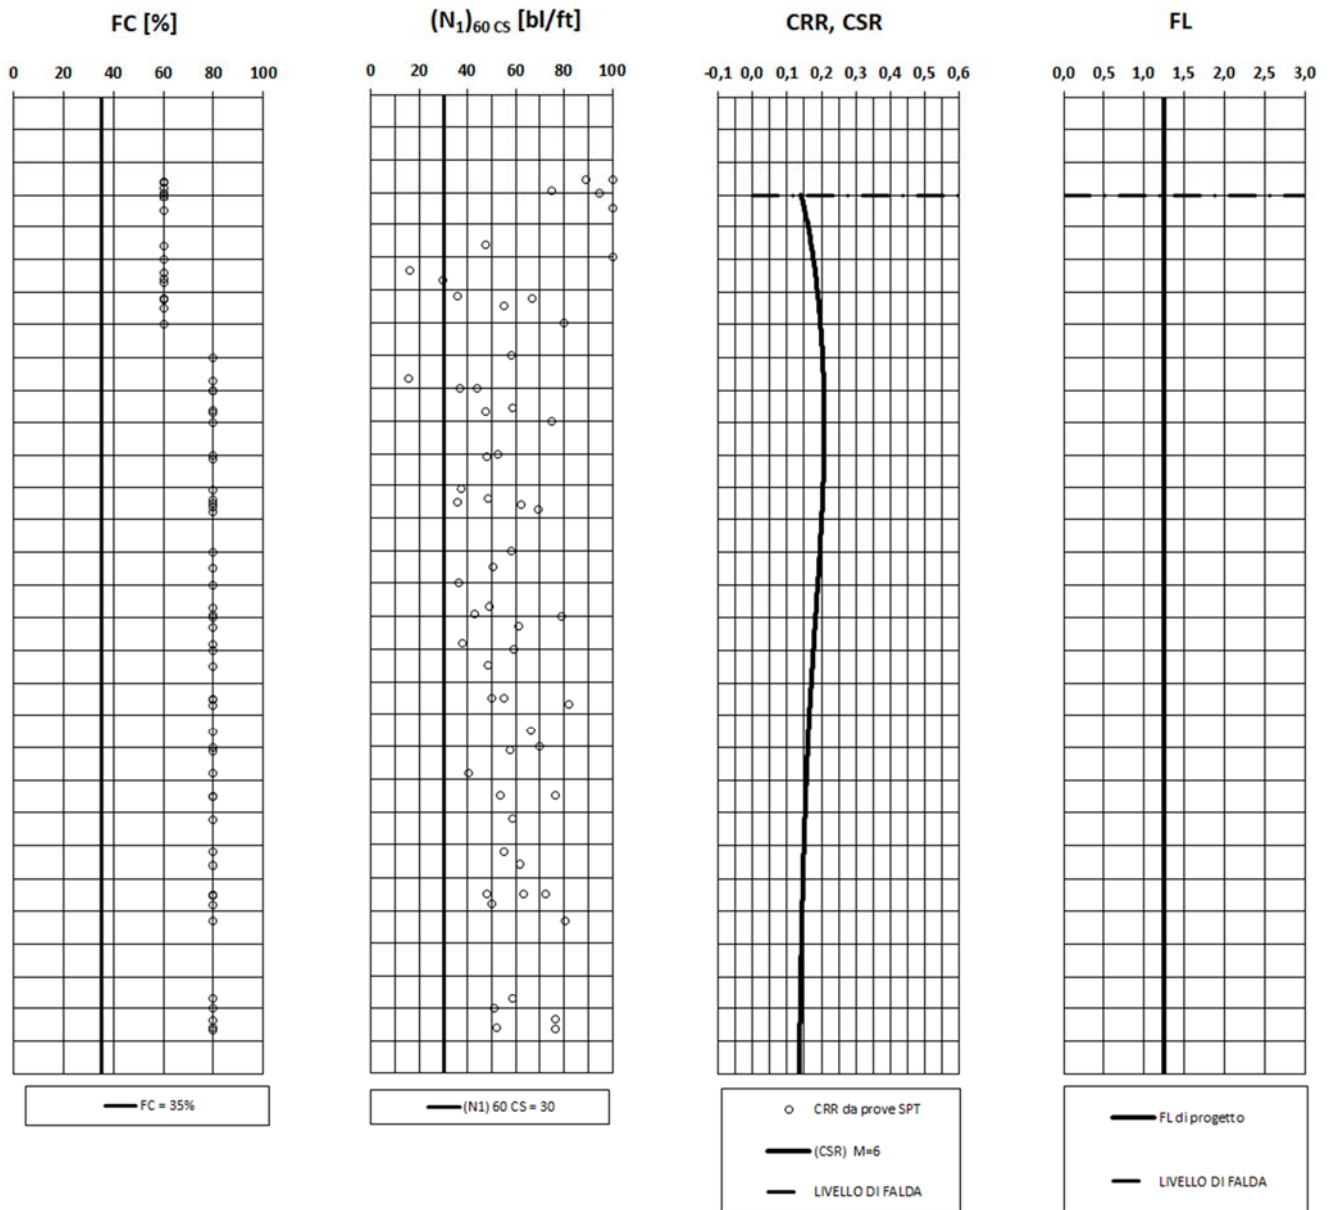 FC [%]
(N1)60 CS [bl/ft]
CRR, CSR
FL
0 20 40 60 80 100
0 20 40 60 80 100
-0,1 0,0 0,1 0,2 0,3 0,4 0,5 0,6
0,0 0,5 1,0 1,5 2,0 2,5 3,0
FC = 35%
(N1) 60 CS = 30
CRR da prove SPT
(CSR) M=6
LIVELLO DI FALDA
FL di progetto
LIVELLO DI FALDA